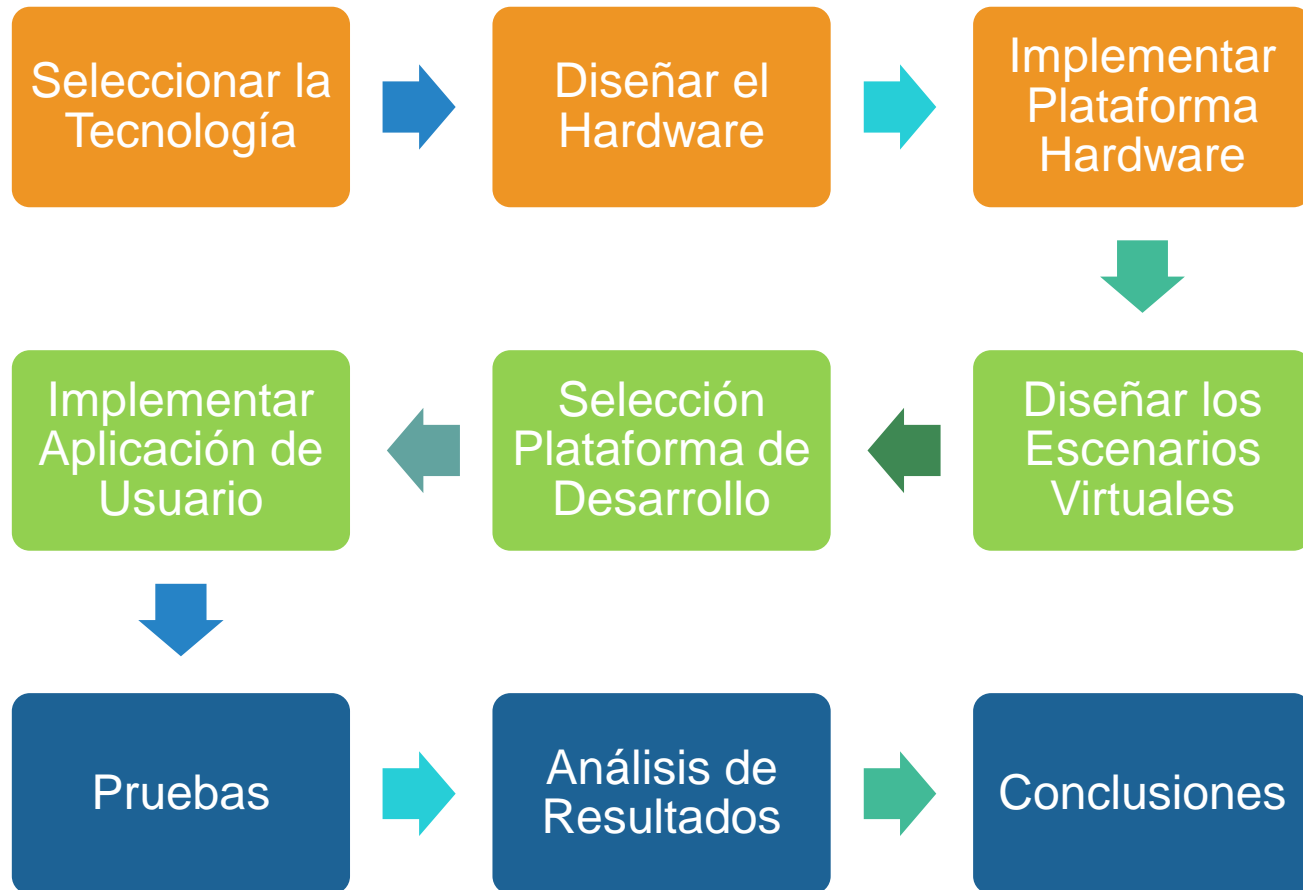 Seleccionar la
Tecnología
Diseñar el
Hardware
Implementar
Plataforma
Hardware
Diseñar los
Escenarios
Virtuales
Selección
Plataforma de
Desarrollo
Implementar
Aplicación de
Usuario
Pruebas
Análisis de
Resultados
Conclusiones